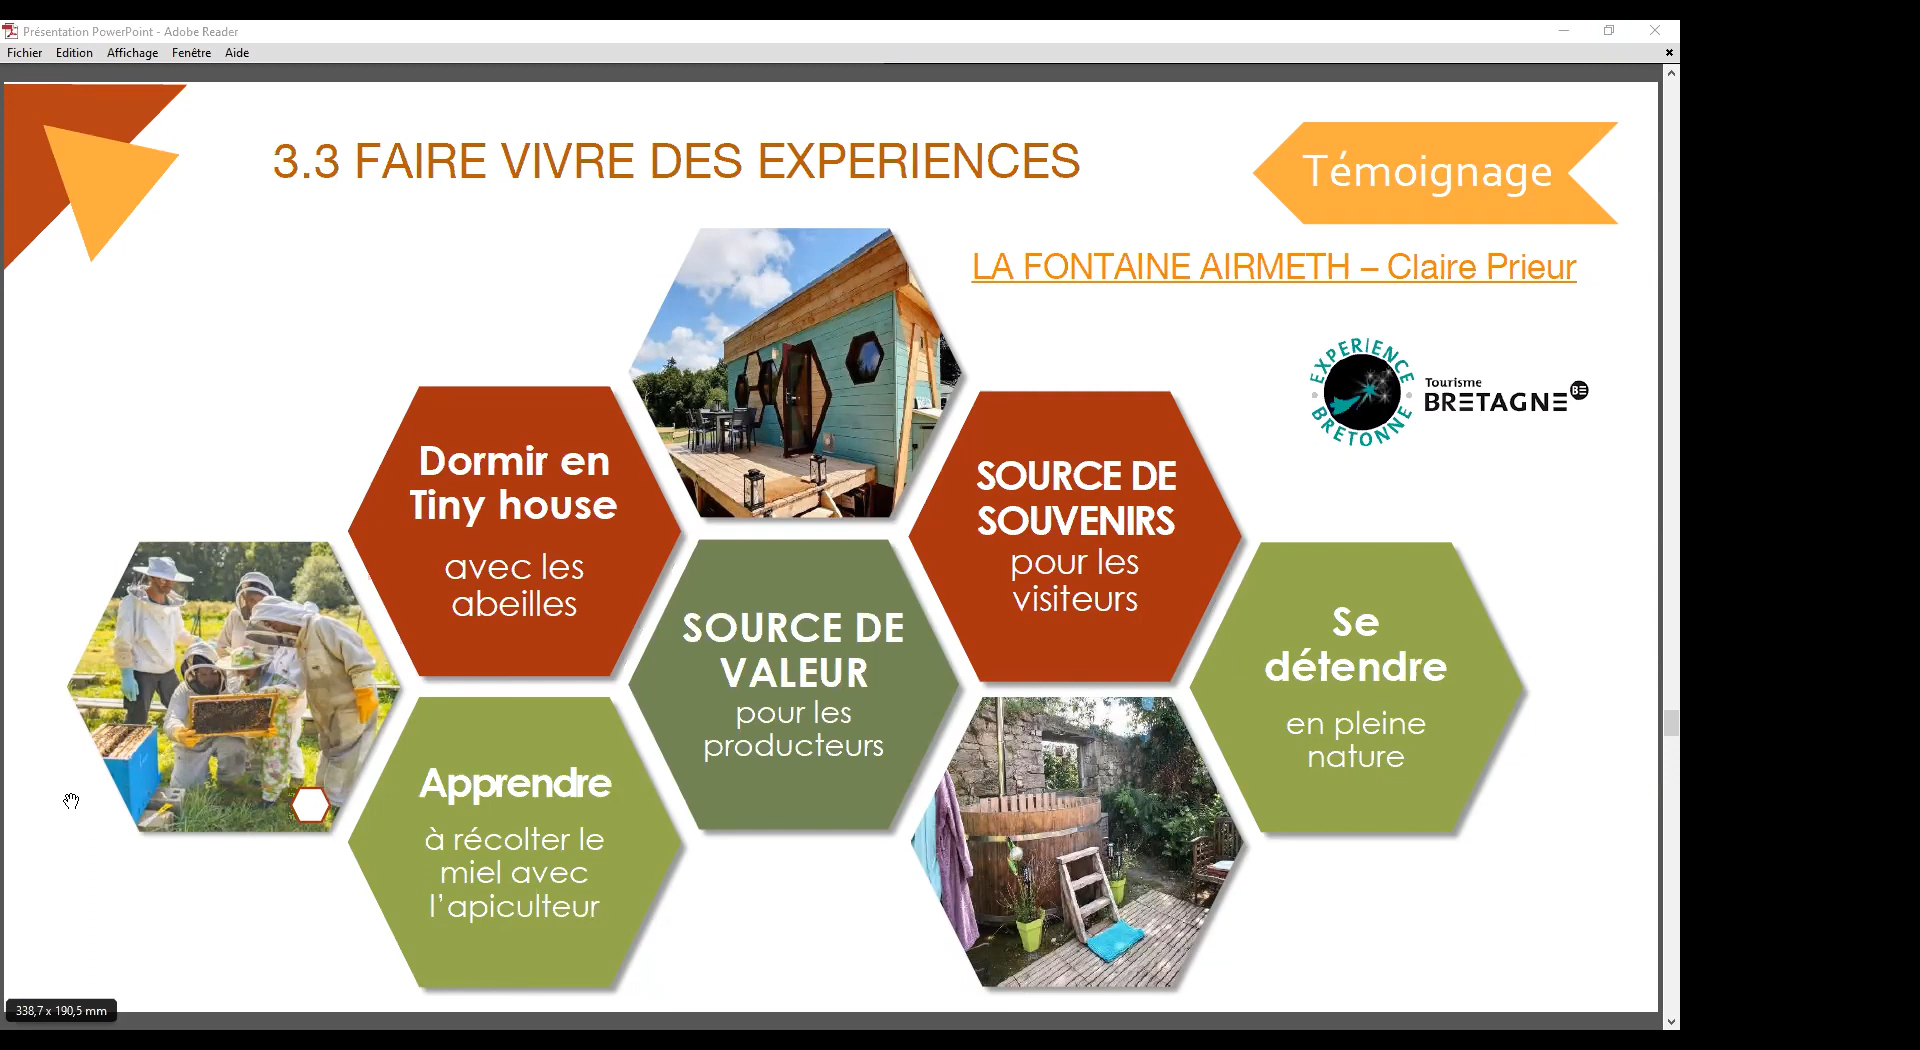 Présentation PowerPoint - Adobe Reader
Fichier Edition Affichage Fenêtre Aide
3.3 FAIRE VIVRE DES EXPERIENCES
Témoignage
LA FONTAINE AIRMETH – Claire Prieur
EXPERIENCE
BRETONNE
Tourisme
BRETAGNE
BE
Dormir en
Tiny house
avec les
abeilles
SOURCE DE
SOUVENIRS
pour les
visiteurs
SOURCE DE
VALEUR
pour les
producteurs
Se
détendre
en pleine
nature
Apprendre
à récolter le
miel avec
l'apiculteur
338,7 x 190,5 mm